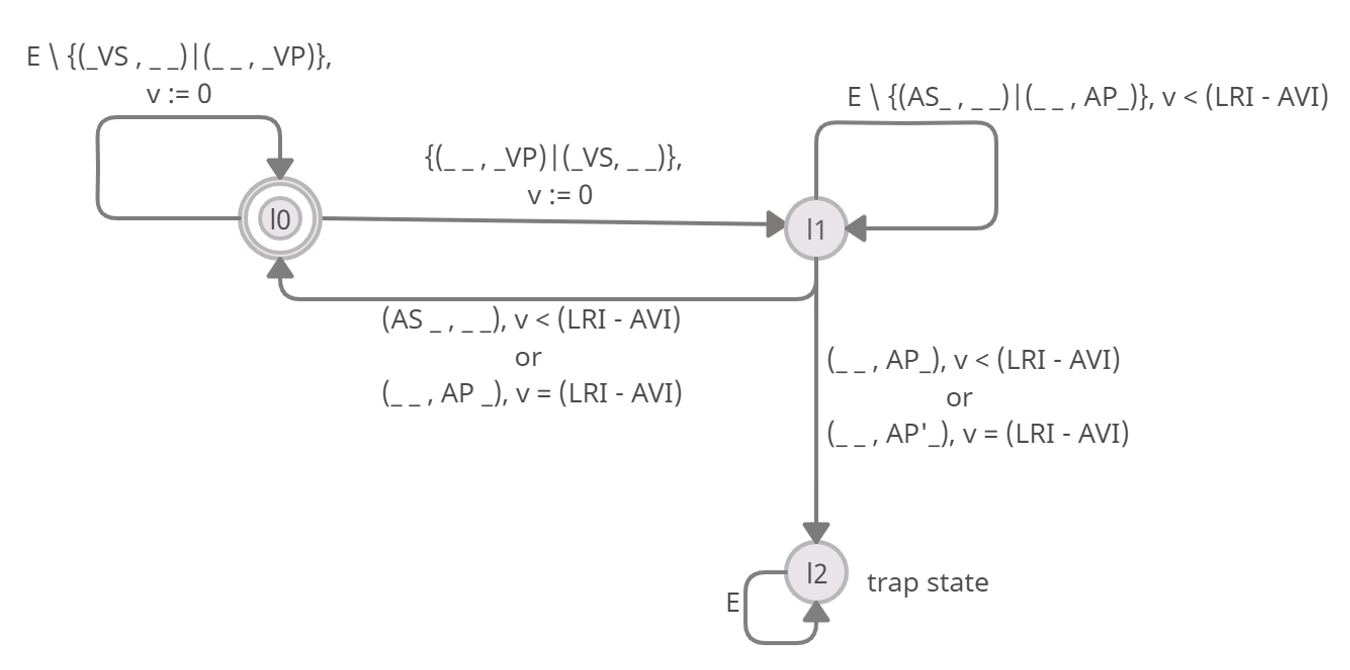 E \ {(_VS , _ _)|(_ _ , _VP)},
v := 0
E \ {(AS_ , _ _)|(_ _ , AP_)}, v < (LRI - AVI)
{(_ _ , _VP)|(_VS, _ _)},
v := 0
l0
l1
(AS _ , _ _), v < (LRI - AVI)
or
(_ _ , AP _), v = (LRI - AVI)
(_ _ , AP_), v < (LRI - AVI)
or
(_ _ , AP'_), v = (LRI - AVI)
l2
trap state
E